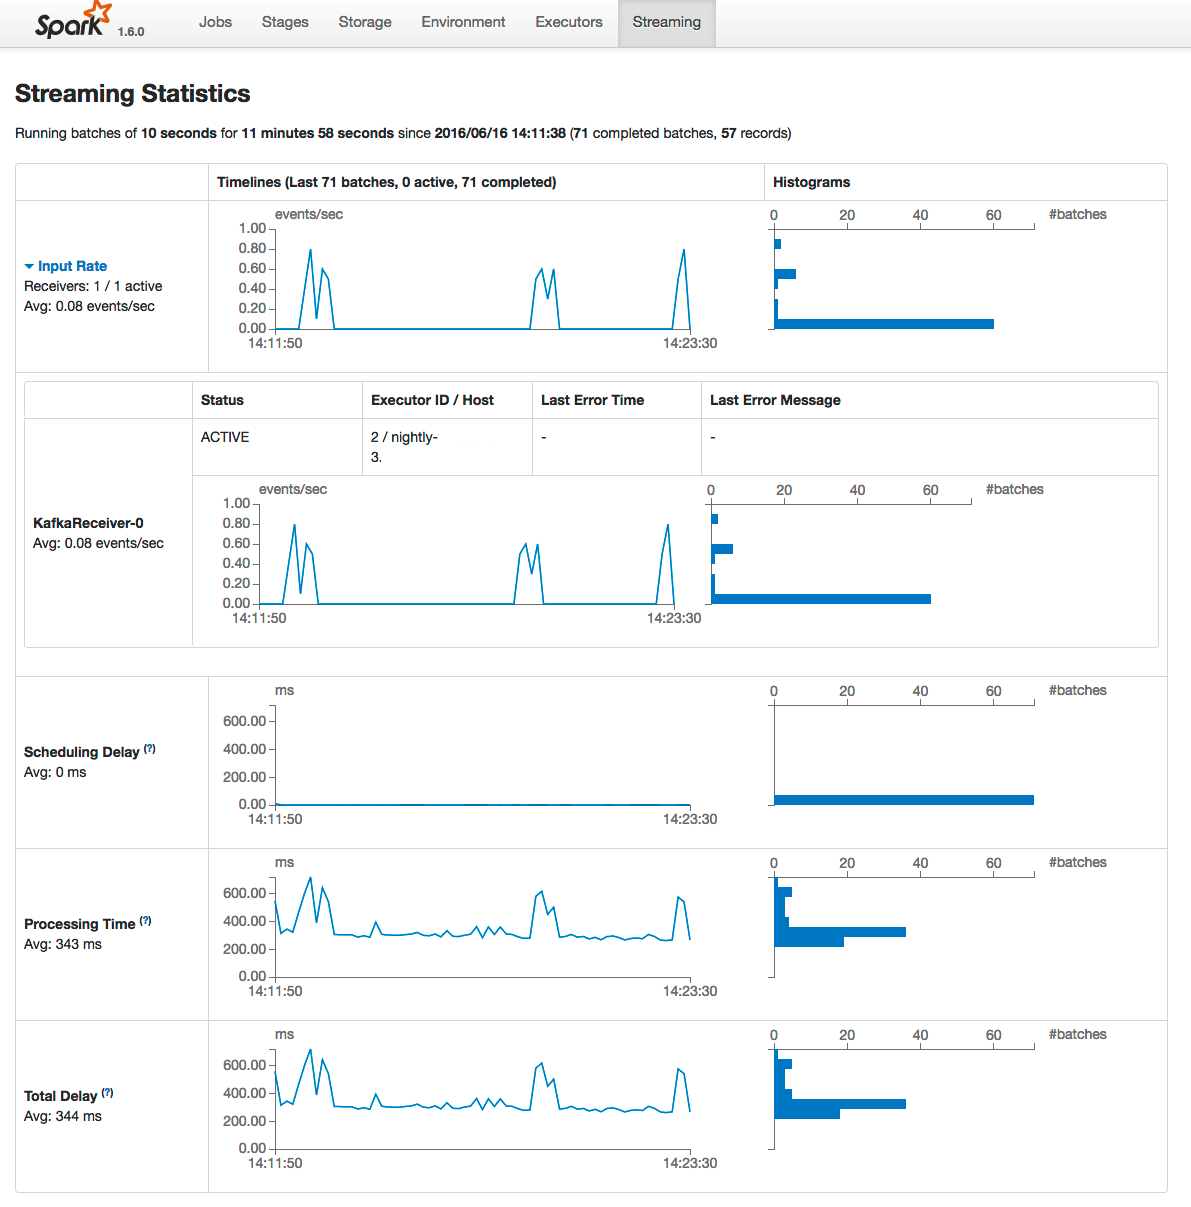 Spark 1.6.0 Jobs Stages Storage Environment Executors Streaming
Streaming Statistics
Running batches of 10 seconds for 11 minutes 58 seconds since 2016/06/16 14:11:38 (71 completed batches, 57 records)
Timelines (Last 71 batches, 0 active, 71 completed) Histograms
Input Rate
Receivers: 1 / 1 active
Avg: 0.08 events/sec
events/sec
1.00
0.80
0.60
0.40
0.20
0.00
14:11:50 14:23:30
0 20 40 60 #batches
Status Executor ID / Host Last Error Time Last Error Message
KafkaReceiver-0
Avg: 0.08 events/sec
ACTIVE 2 / nightly- - -
3.
events/sec
1.00
0.80
0.60
0.40
0.20
0.00
14:11:50 14:23:30
0 20 40 60 #batches
Scheduling Delay (?)
Avg: 0 ms
ms
600.00
400.00
200.00
0.00
14:11:50 14:23:30
0 20 40 60 #batches
Processing Time (?)
Avg: 343 ms
ms
600.00
400.00
200.00
0.00
14:11:50 14:23:30
0 20 40 60 #batches
Total Delay (?)
Avg: 344 ms
ms
600.00
400.00
200.00
0.00
14:11:50 14:23:30
0 20 40 60 #batches